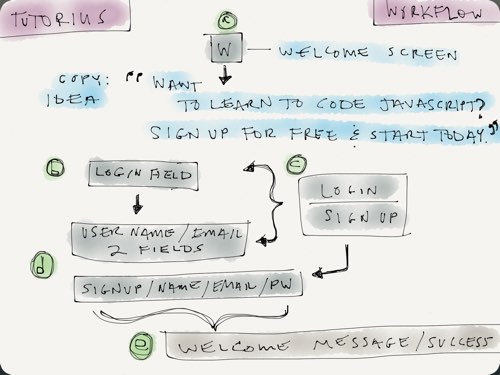 TUTORIUS
WORKFLOW
a
W
WELCOME SCREEN
COPY: "WANT
IDEA
TO LEARN TO CODE JAVASCRIPT?
SIGN UP FOR FREE & START TODAY."
b
LOGIN FIELD
c
LOGIN
SIGN UP
USER NAME/EMAIL
2 FIELDS
d
SIGNUP/NAME/EMAIL/PW
e
WELCOME MESSAGE/SUCCESS